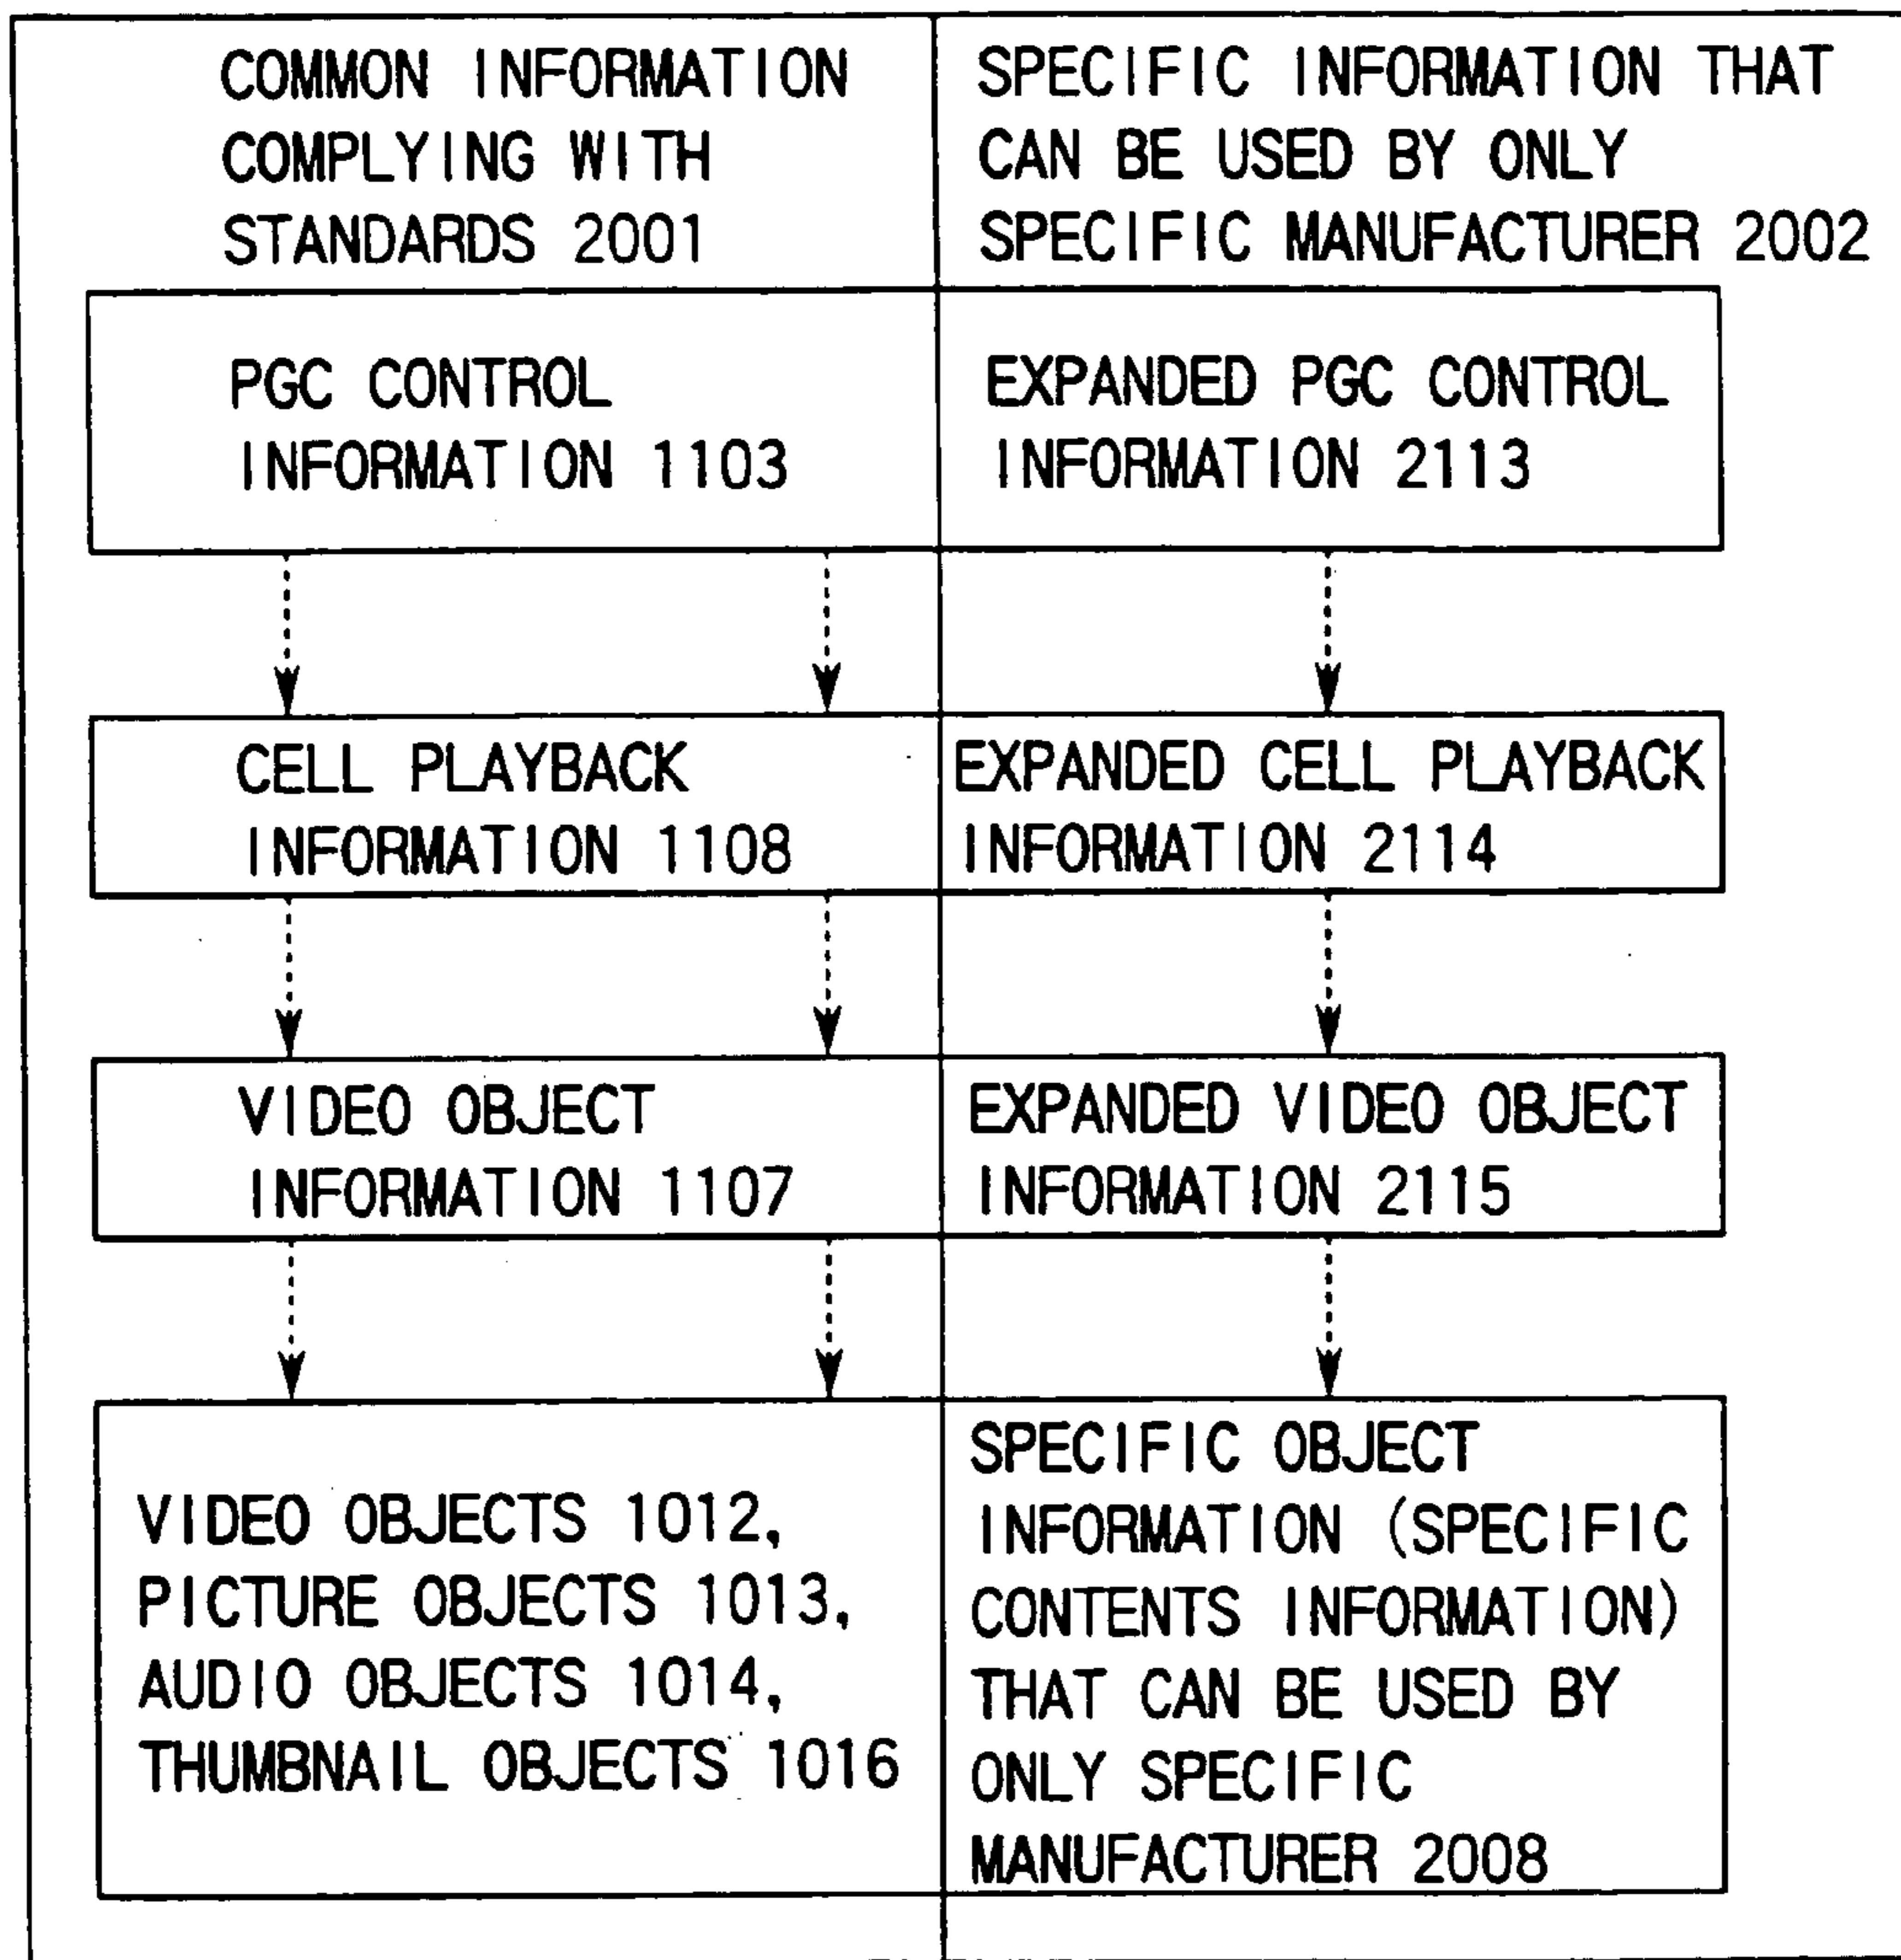 COMMON INFORMATION
COMPLYING WITH
STANDARDS 2001
SPECIFIC INFORMATION THAT
CAN BE USED BY ONLY
SPECIFIC MANUFACTURER 2002
PGC CONTROL
INFORMATION 1103
EXPANDED PGC CONTROL
INFORMATION 2113
CELL PLAYBACK
INFORMATION 1108
EXPANDED CELL PLAYBACK
INFORMATION 2114
VIDEO OBJECT
INFORMATION 1107
EXPANDED VIDEO OBJECT
INFORMATION 2115
VIDEO OBJECTS 1012,
PICTURE OBJECTS 1013,
AUDIO OBJECTS 1014,
THUMBNAIL OBJECTS 1016
SPECIFIC OBJECT
INFORMATION (SPECIFIC
CONTENTS INFORMATION)
THAT CAN BE USED BY
ONLY SPECIFIC
MANUFACTURER 2008